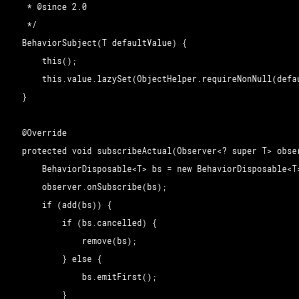 * @since 2.0
*/
BehaviorSubject(T defaultValue) {
this();
this.value.lazySet(ObjectHelper.requireNonNull(defau
}
@Override
protected void subscribeActual(Observer<? super T> obser
BehaviorDisposable<T> bs = new BehaviorDisposable<T>
observer.onSubscribe(bs);
if (add(bs)) {
if (bs.cancelled) {
remove(bs);
} else {
bs.emitFirst();
}